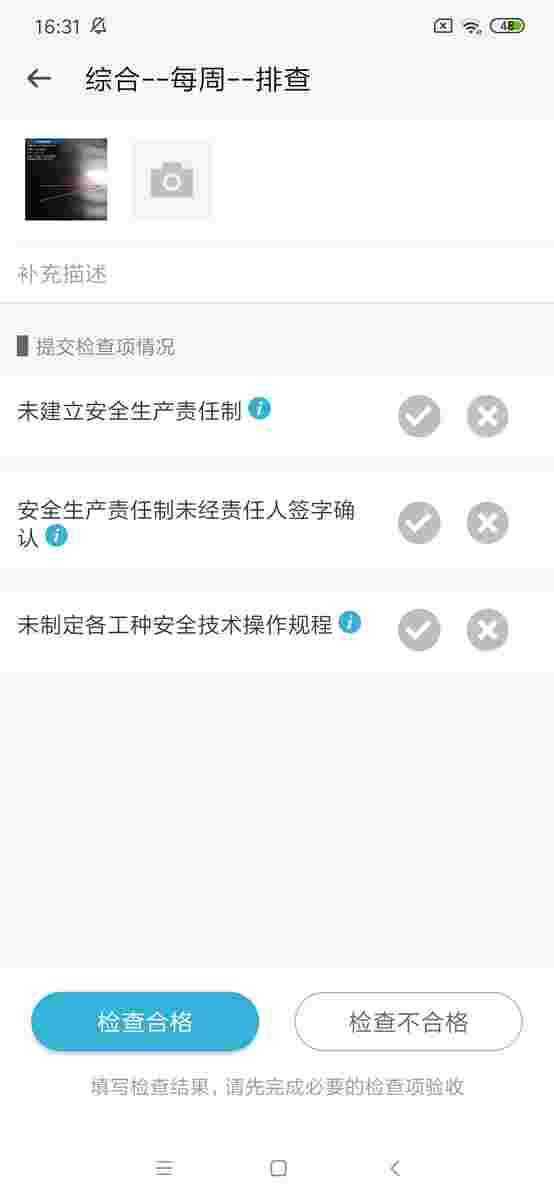 16:31
48
综合--每周--排查
补充描述
提交检查项情况
未建立安全生产责任制
安全生产责任制未经责任人签字确
认
未制定各工种安全技术操作规程
检查合格
检查不合格
填写检查结果，请先完成必要的检查项验收